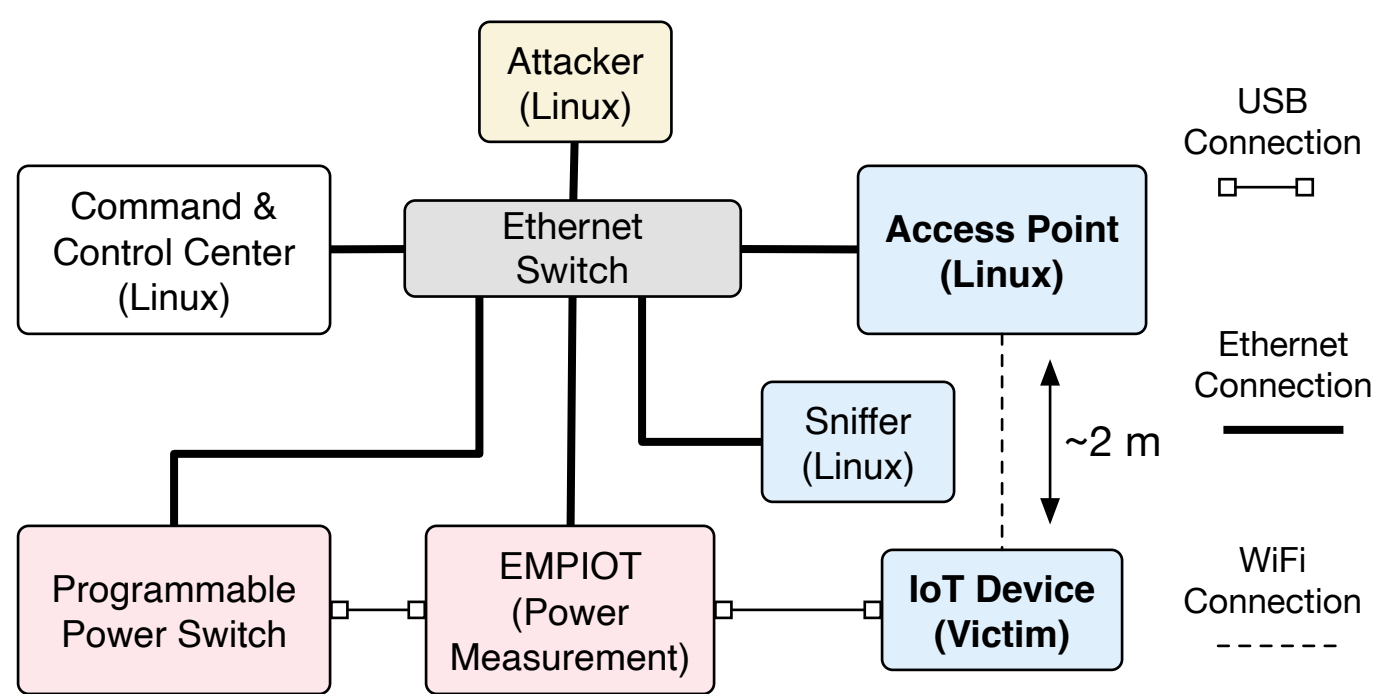 Attacker
(Linux)
USB
Connection
Command &
Control Center
(Linux)
Ethernet
Switch
Access Point
(Linux)
Ethernet
Connection
Sniffer
(Linux)
~2 m
Programmable
Power Switch
EMPIOT
(Power
Measurement)
IoT Device
(Victim)
WiFi
Connection